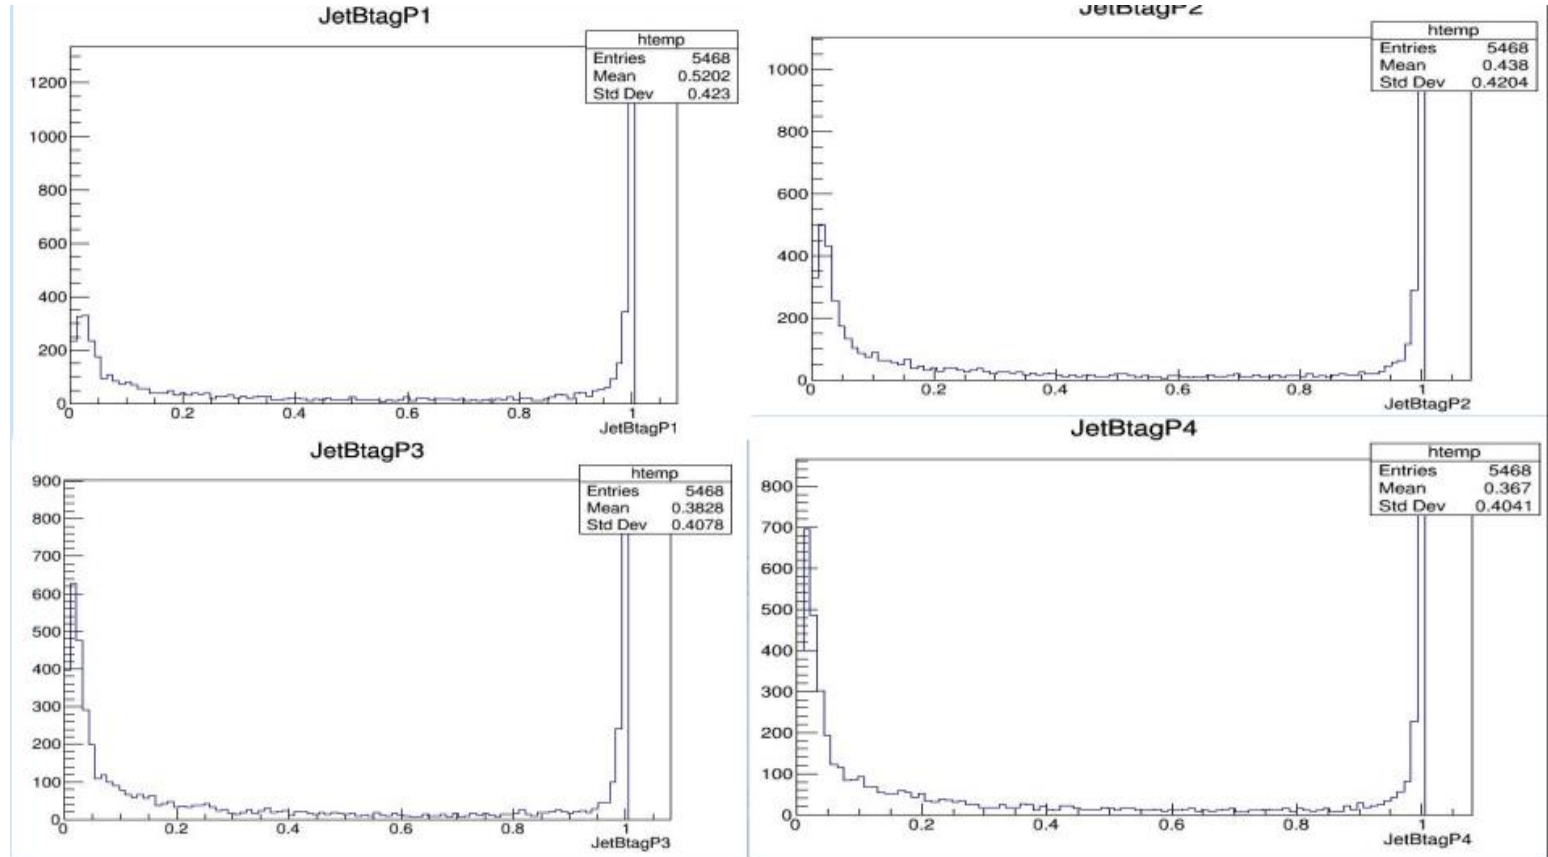 JetBtagP1
htemp
Entries 5468
Mean 0.5202
Std Dev 0.423
1200
1000
800
600
400
200
0
0 0.2 0.4 0.6 0.8 1
JetBtagP1
JetBtagP2
htemp
Entries 5468
Mean 0.438
Std Dev 0.4204
1000
800
600
400
200
0
0 0.2 0.4 0.6 0.8 1
JetBtagP2
JetBtagP3
htemp
Entries 5468
Mean 0.3828
Std Dev 0.4078
900
800
700
600
500
400
300
200
100
0
0 0.2 0.4 0.6 0.8 1
JetBtagP3
JetBtagP4
htemp
Entries 5468
Mean 0.367
Std Dev 0.4041
800
700
600
500
400
300
200
100
0
0 0.2 0.4 0.6 0.8 1
JetBtagP4